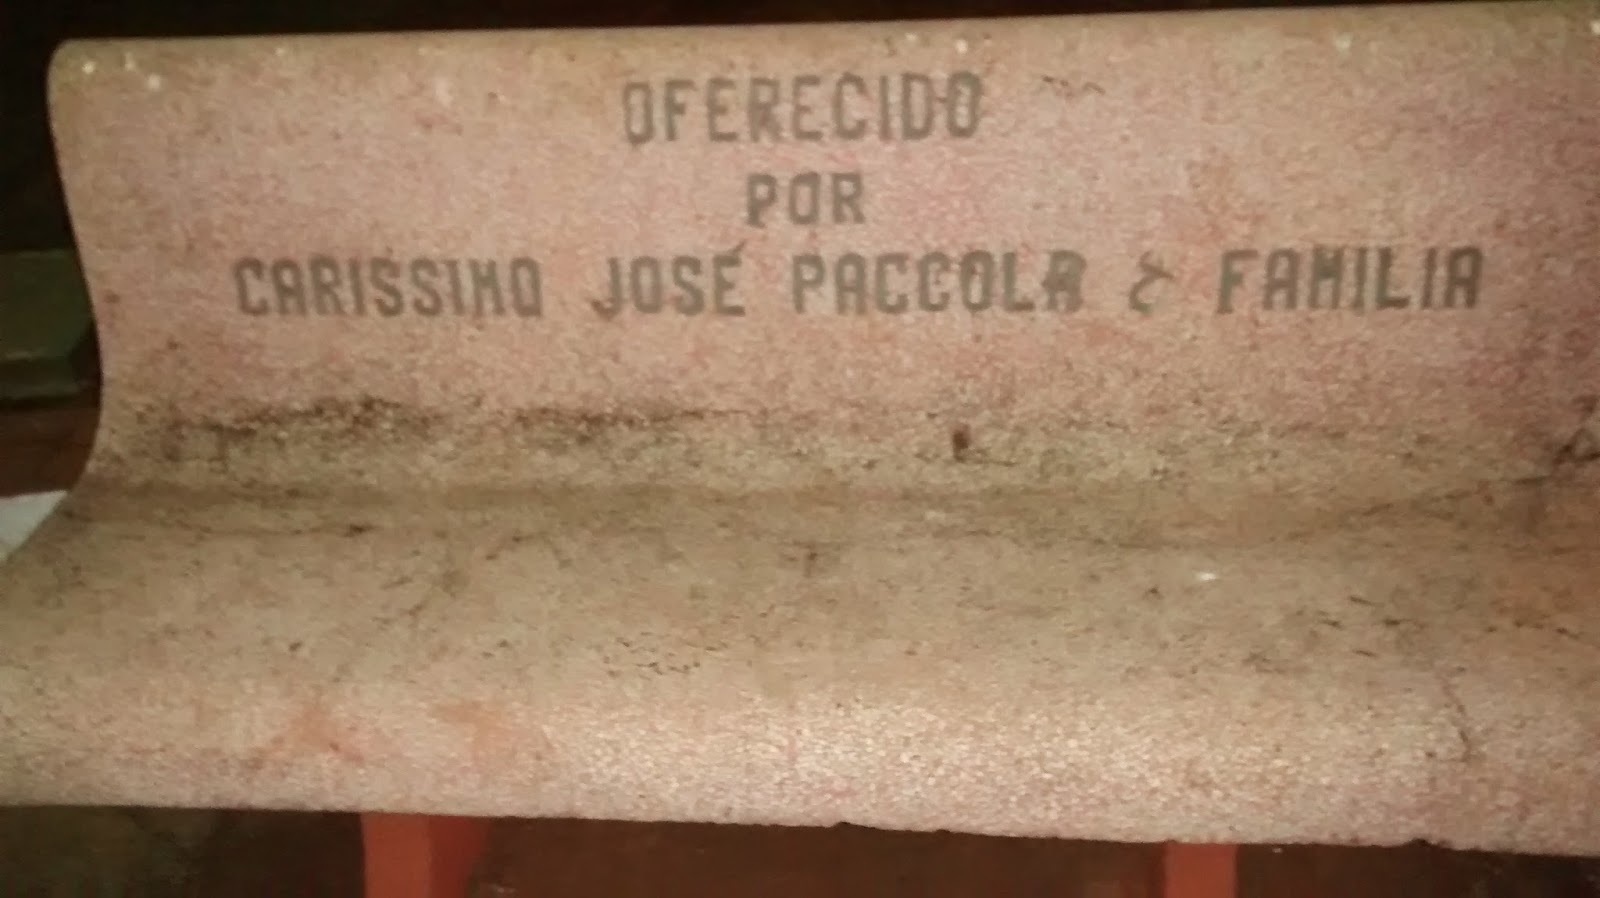 OFERECIDO
POR
CARISSIMO JOSÉ PACCOLA & FAMILIA